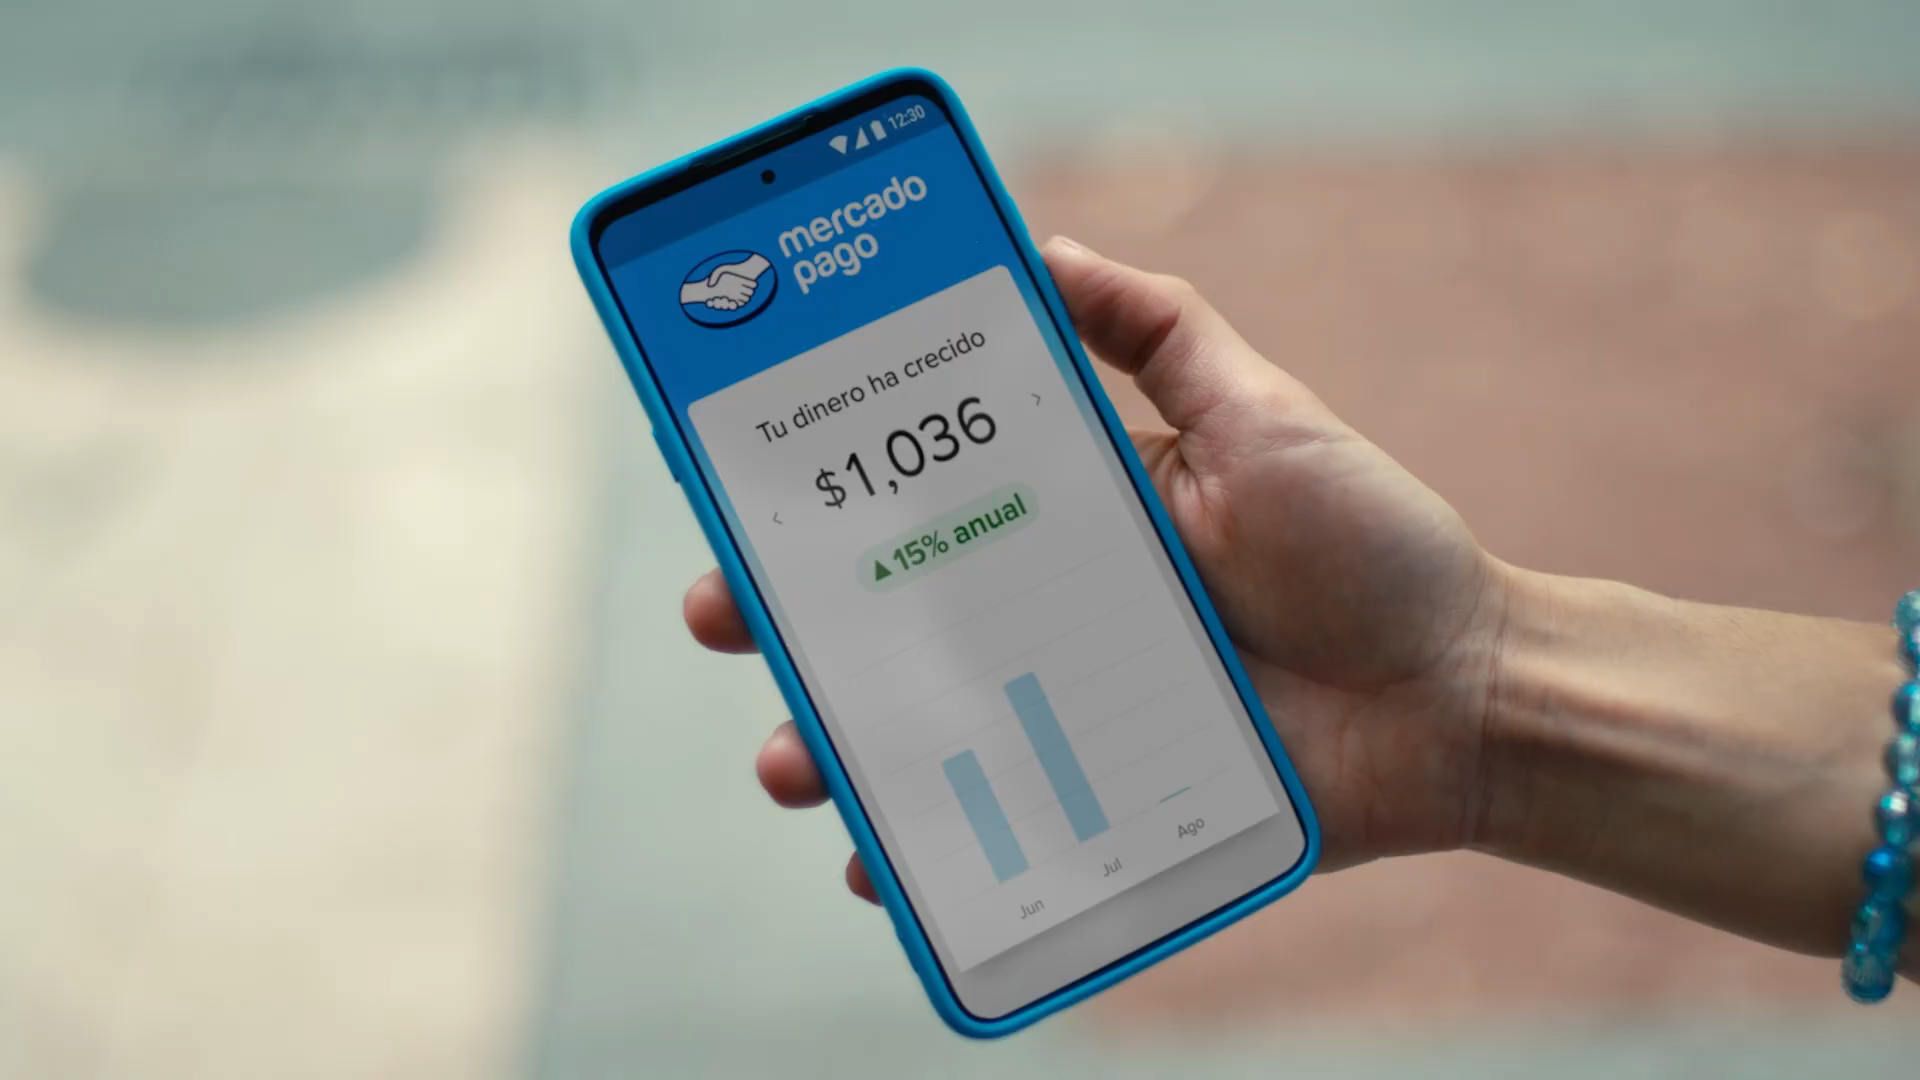 12:30
mercado
pago
Tu dinero ha crecido
$1,036
▲15% anual
Jun
Jul
Ago